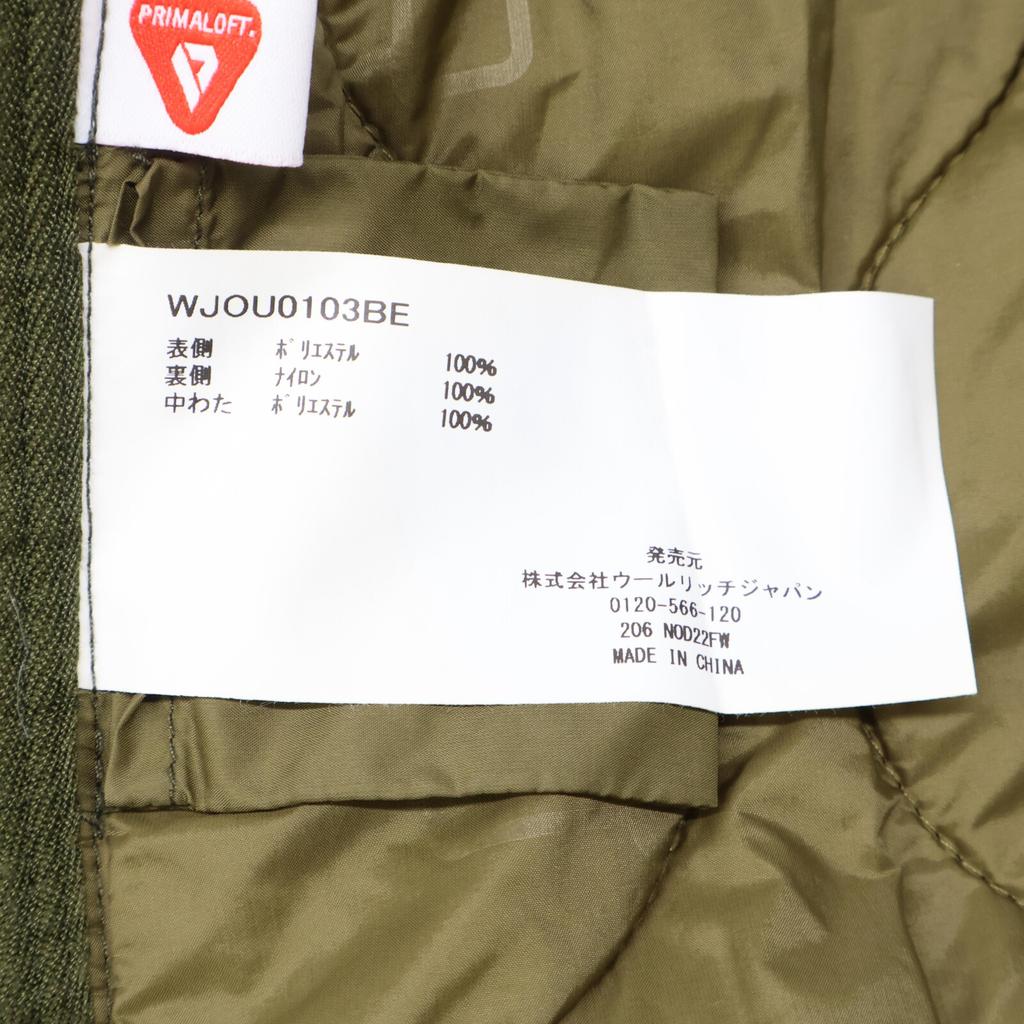 PRIMALOFT.
WJOU0103BE
表側 ポリエステル 100%
裏側 ナイロン 100%
中わた ポリエステル 100%
発売元
株式会社ウールリッチジャパン
0120-566-120
206 NOD22FW
MADE IN CHINA